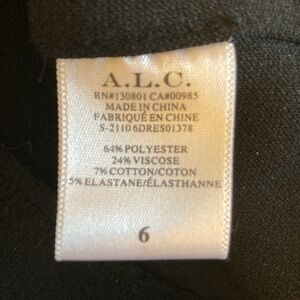 A.L.C.
RN#130801 CA#00985
MADE IN CHINA
FABRIQUÉ EN CHINE
S-2110 6DRES01378
64% POLYESTER
24% VISCOSE
7% COTTON/COTON
5% ELASTANE/ÉLASTHANNE
6